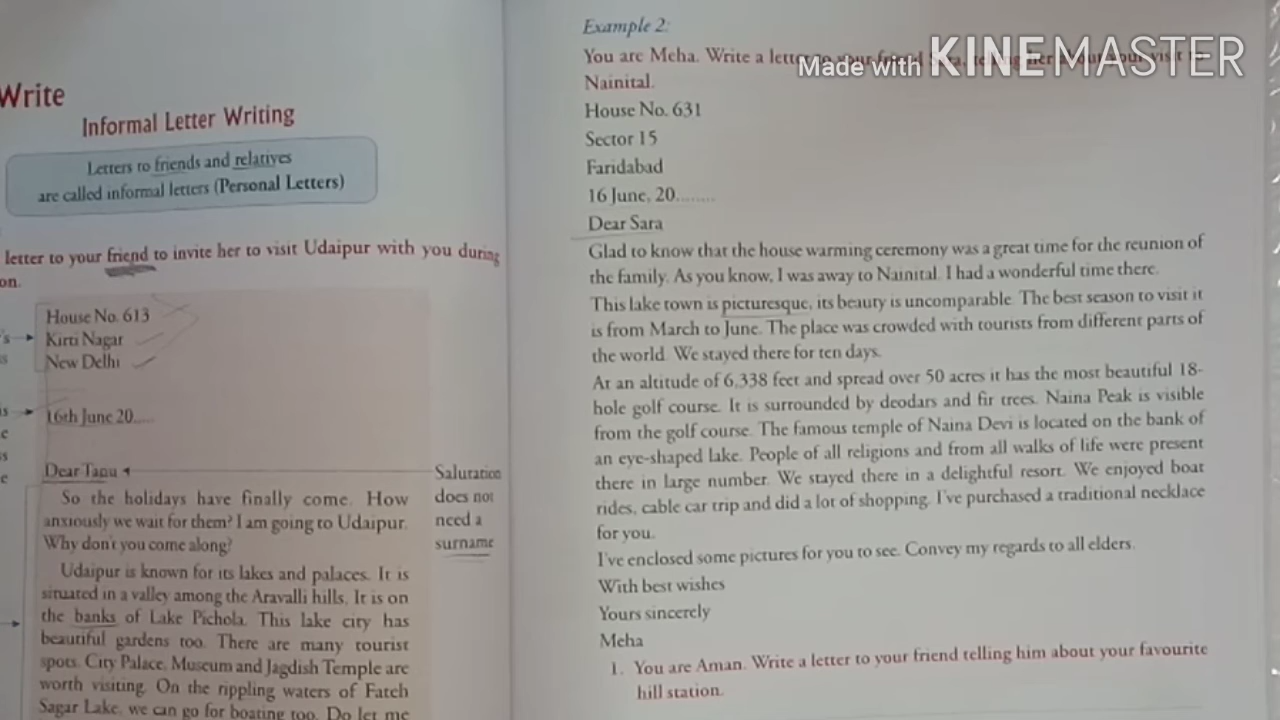 Write
Informal Letter Writing
Letters to friends and relatives
are called informal letters (Personal Letters)
letter to your friend to invite her to visit Udaipur with you during
on.
House No. 613
Kirti Nagar
New Delhi
16th June 20.....
Dear Tanu
Salutation
does not
need a
surname
So the holidays have finally come. How
anxiously we wait for them? I am going to Udaipur.
Why don't you come along?
Udaipur is known for its lakes and palaces. It is
situated in a valley among the Aravalli hills. It is on
the banks of Lake Pichola. This lake city has
beautiful gardens too. There are many tourist
spots. City Palace, Museum and Jagdish Temple are
worth visiting. On the rippling waters of Fateh
Sagar Lake, we can go for boating too. Do let me
Example 2:
You are Meha. Write a letter to your friend
Nainital.
Made with KINEMASTER
House No. 631
Sector 15
Faridabad
16 June, 20........
Dear Sara
Glad to know that the house warming ceremony was a great time for the reunion of
the family. As you know, I was away to Nainital. I had a wonderful time there.
This lake town is picturesque, its beauty is uncomparable. The best season to visit it
is from March to June. The place was crowded with tourists from different parts of
the world. We stayed there for ten days.
At an altitude of 6,338 feet and spread over 50 acres it has the most beautiful 18-
hole golf course. It is surrounded by deodars and fir trees. Naina Peak is visible
from the golf course. The famous temple of Naina Devi is located on the bank of
an eye-shaped lake. People of all religions and from all walks of life were present
there in large number. We stayed there in a delightful resort. We enjoyed boat
rides, cable car trip and did a lot of shopping. I've purchased a traditional necklace
for you.
I've enclosed some pictures for you to see. Convey my regards to all elders.
With best wishes
Yours sincerely
Meha
1. You are Aman. Write a letter to your friend telling him about your favourite
hill station.